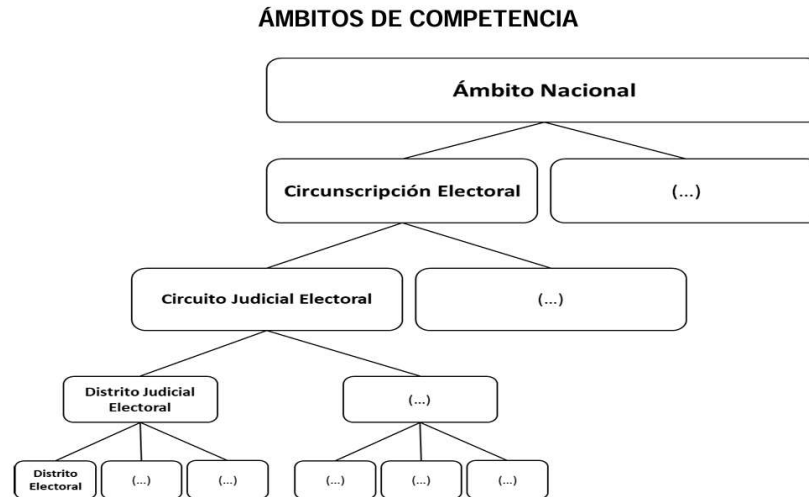 ÁMBITOS DE COMPETENCIA
Ámbito Nacional
Circunscripción Electoral
(...)
Circuito Judicial Electoral
(...)
Distrito Judicial
Electoral
(...)
Distrito
Electoral
(...)
(...)
(...)
(...)
(...)